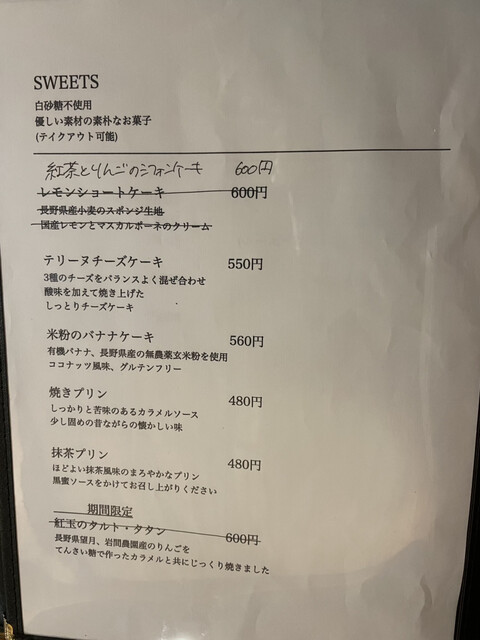 SWEETS
白砂糖不使用
優しい素材の素朴なお菓子
(テイクアウト可能)
紅茶とりんごのシフォンケーキ 600円
レモンショートケーキ 600円
長野県産小麦のスポンジ生地
国産レモンとマスカルポーネのクリーム
テリーヌチーズケーキ 550円
3種のチーズをバランスよく混ぜ合わせ
酸味を加えて焼き上げた
しっとりチーズケーキ
米粉のバナナケーキ 560円
有機バナナ、長野県産の無農薬玄米粉を使用
ココナッツ風味、グルテンフリー
焼きプリン 480円
しっかりと苦味のあるカラメルソース
少し固めの昔ながらの懐かしい味
抹茶プリン 480円
ほどよい抹茶風味のまろやかなプリン
黒蜜ソースをかけてお召し上がりください
期間限定
紅玉のタルト・タタン 600円
長野県望月、岩間農園産のりんごを
てんさい糖で作ったカラメルと共にじっくり焼きました